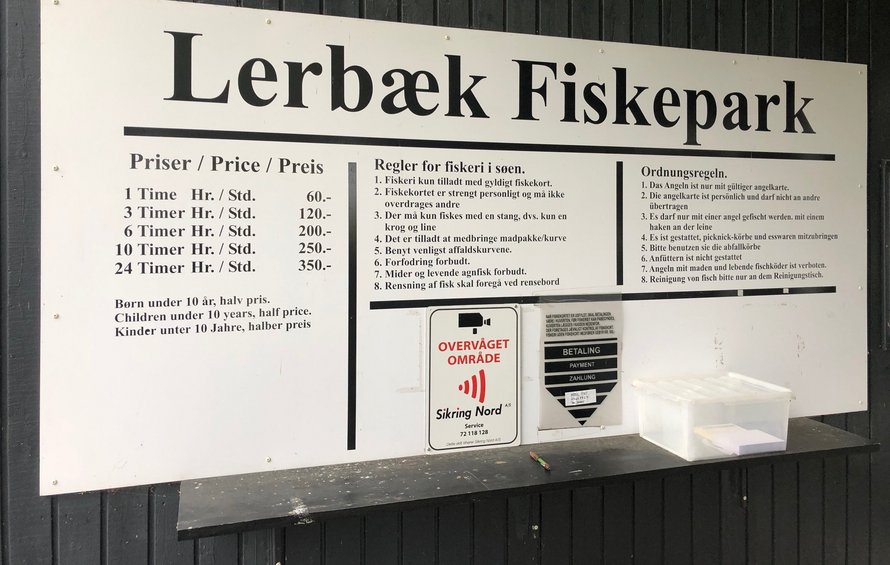 Lerbæk Fiskepark
Priser / Price / Preis
1 Time Hr. / Std. 60.-
3 Timer Hr. / Std. 120.-
6 Timer Hr. / Std. 200.-
10 Timer Hr. / Std. 250.-
24 Timer Hr. / Std. 350.-
Børn under 10 år, halv pris.
Children under 10 years, half price.
Kinder unter 10 Jahre, halber preis
Regler for fiskeri i søen.
1. Fiskeri kun tilladt med gyldigt fiskekort.
2. Fiskekortet er strengt personligt og må ikke
overdrages andre
3. Der må kun fiskes med en stang, dvs. kun en
krog og line
4. Det er tilladt at medbringe madpakke/kurve
5. Benyt venligst affaldskurvene.
6. Forfodring forbudt.
7. Mider og levende agnfisk forbudt.
8. Rensning af fisk skal foregå ved rensebord
Ordnungsregeln.
1. Das Angeln ist nur mit gültiger angelkarte.
2. Die angelkarte ist persönlich und darf nicht an andre
übertragen
3. Es darf nur mit einer angel gefischt werden. mit einem
haken an der leine
4. Es ist gestattet, picknick-körbe und esswaren mitzubringen
5. Bitte benutzen sie die abfallkörbe
6. Anfüttern ist nicht gestattet
7. Angeln mit maden und lebende fischköder ist verboten.
8. Reinigung von fisch bitte nur an dem Reinigungstisch.
OVERVÅGET
OMRÅDE
Sikring Nord A/S
Service
72 118 128
BETALING
PAYMENT
ZAHLUNG